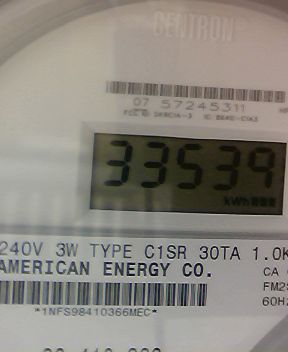 CENTRON®
07 57245311
33539
kWh
240V 3W TYPE C1SR 30TA 1.0K
AMERICAN ENERGY CO.
CA
FM2S
60HZ
*1NFS98410366MEC*